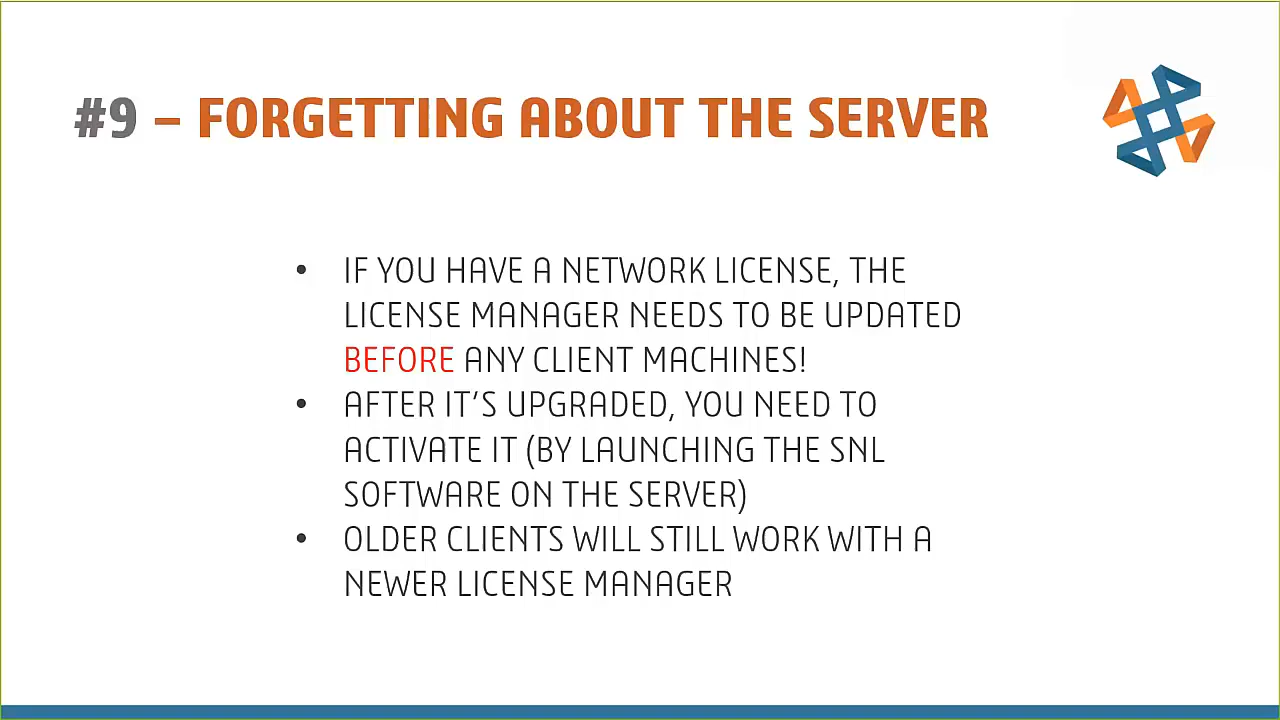 #9 – FORGETTING ABOUT THE SERVER
• IF YOU HAVE A NETWORK LICENSE, THE
LICENSE MANAGER NEEDS TO BE UPDATED
BEFORE ANY CLIENT MACHINES!
• AFTER IT'S UPGRADED, YOU NEED TO
ACTIVATE IT (BY LAUNCHING THE SNL
SOFTWARE ON THE SERVER)
• OLDER CLIENTS WILL STILL WORK WITH A
NEWER LICENSE MANAGER